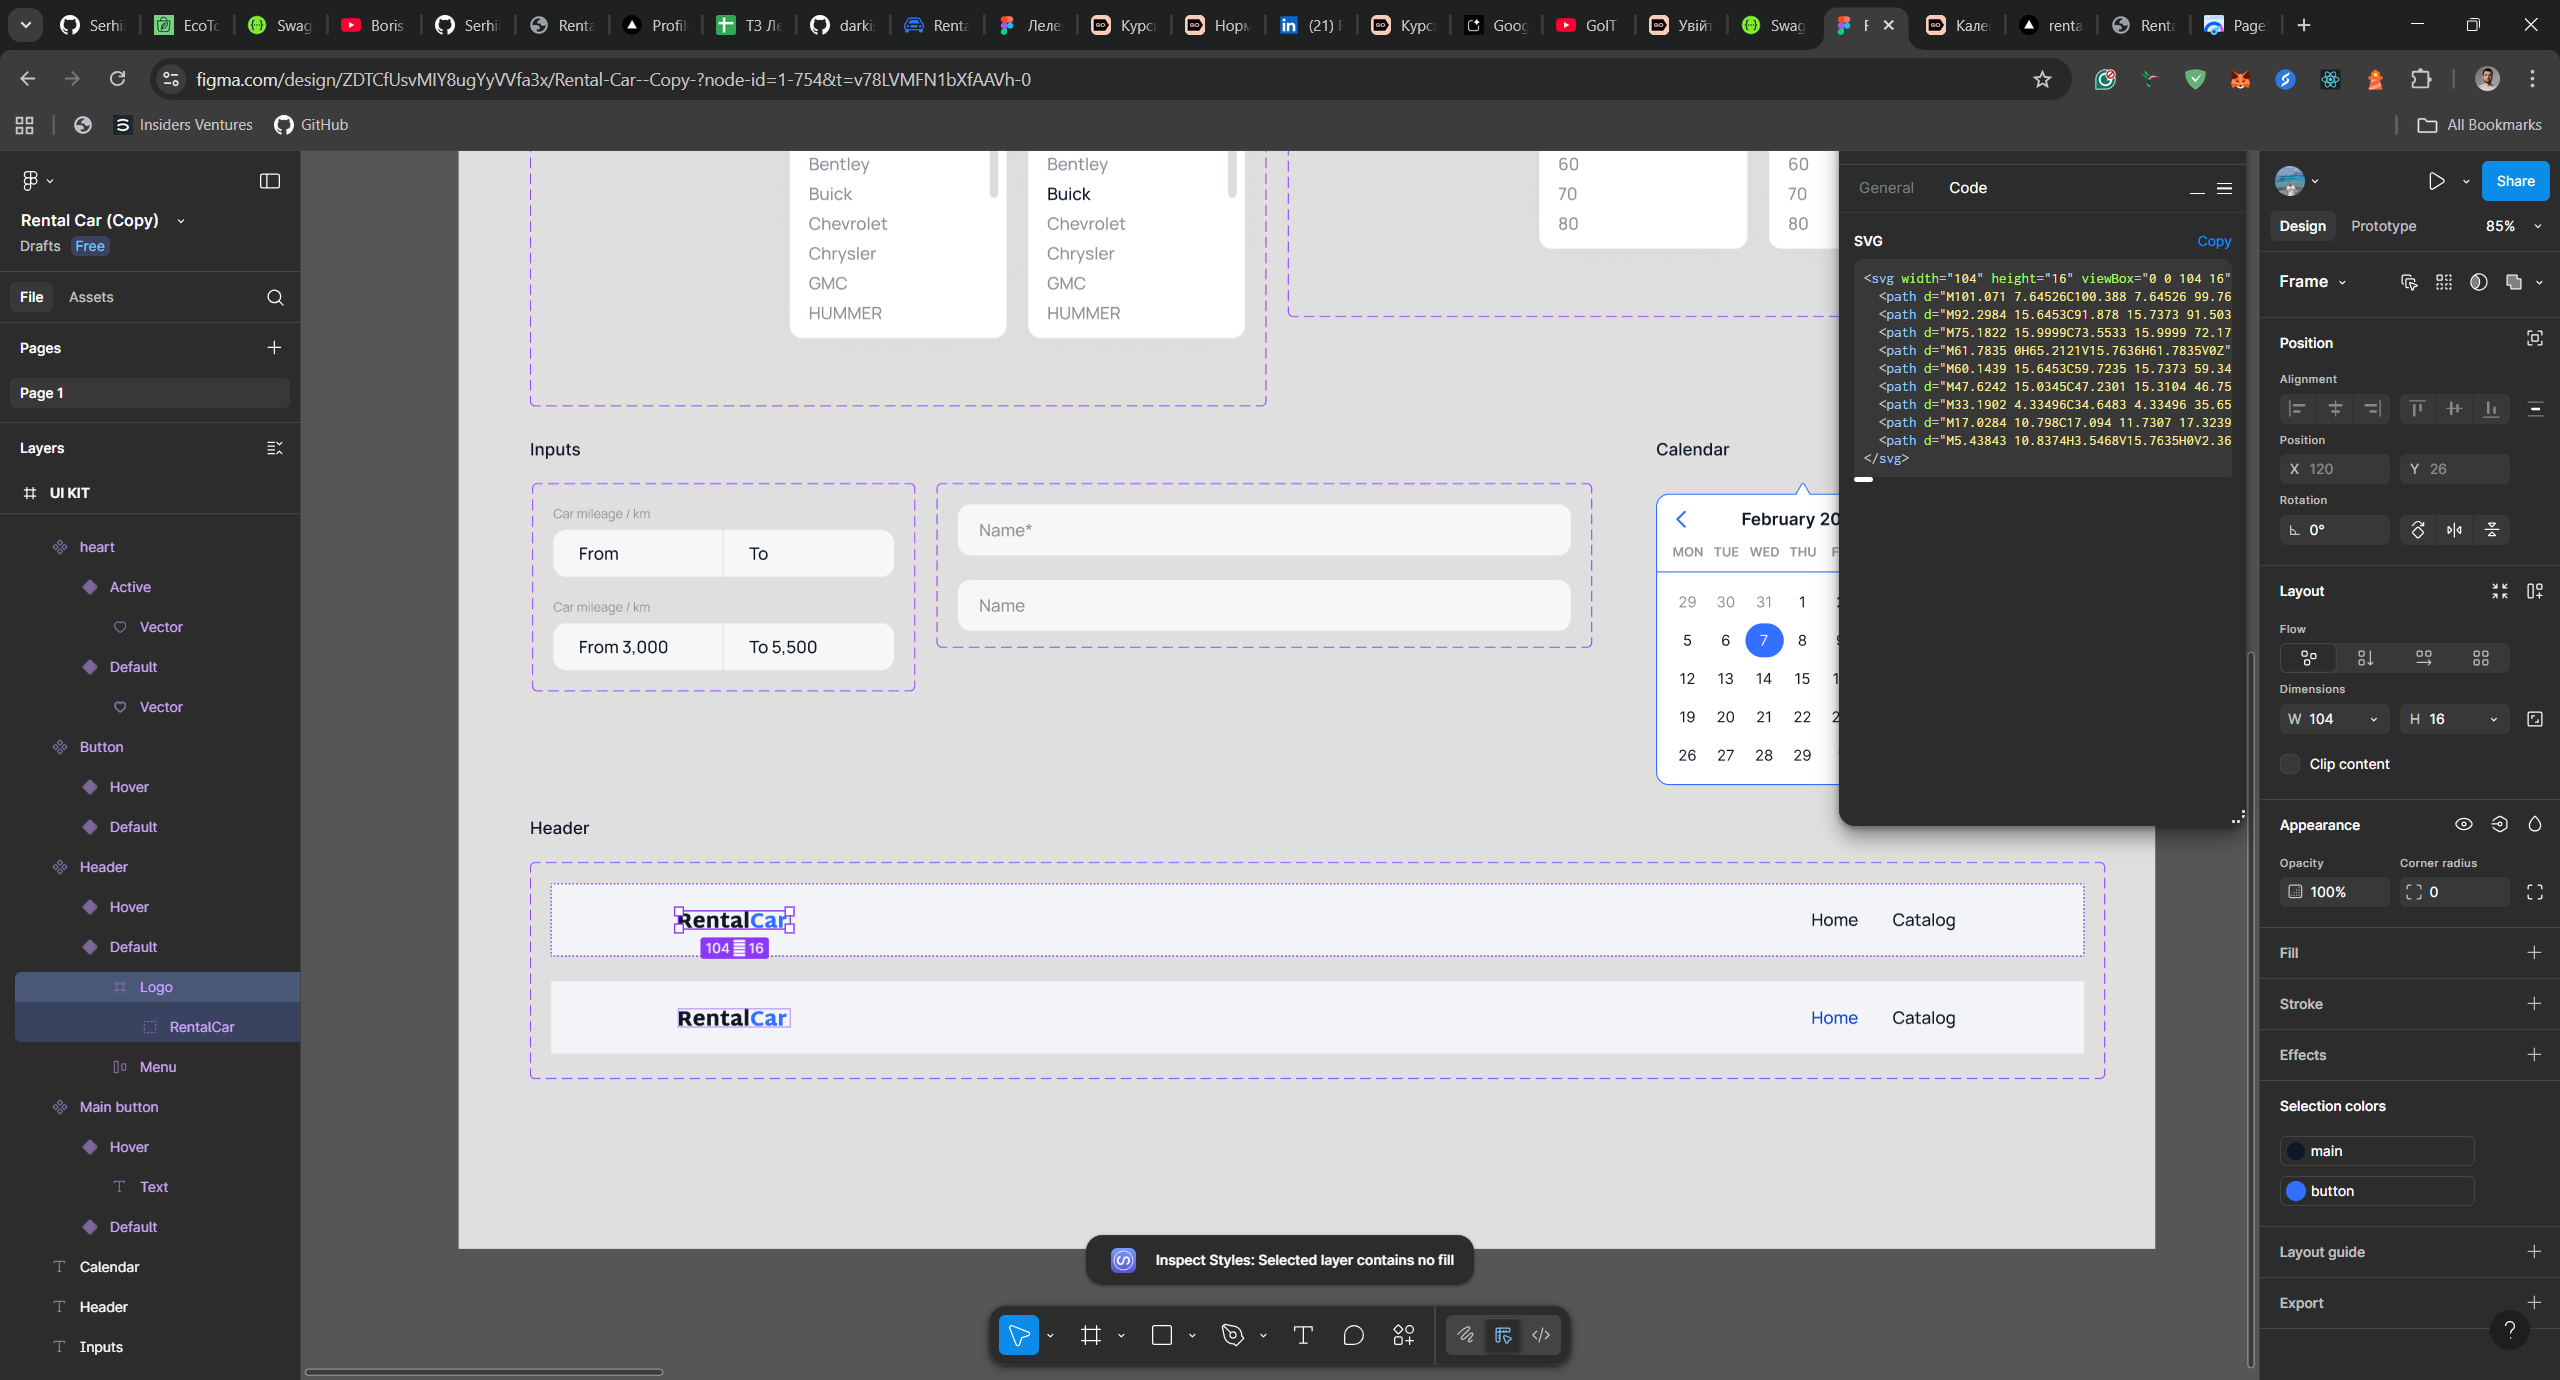 Serhii
EcoTo
Swag
Boris
Serhii
Renta
Profil
ТЗ Ле
darki
Renta
Леле
Курс
Норм
(21) F
Курс
Goog
GoIT
Увійт
Swag
F
Кале
renta
Renta
Page
figma.com/design/ZDTCfUsvMIY8ugYyVVfa3x/Rental-Car--Copy-?node-id=1-754&t=v78LVMFN1bXfAAVh-0
Insiders Ventures
GitHub
All Bookmarks
Rental Car (Copy)
Drafts Free
File
Assets
Pages
Page 1
Layers
UI KIT
heart
Active
Vector
Default
Vector
Button
Hover
Default
Header
Hover
Default
Logo
RentalCar
Menu
Main button
Hover
Text
Default
Calendar
Header
Inputs
Bentley
Buick
Chevrolet
Chrysler
GMC
HUMMER
Bentley
Buick
Chevrolet
Chrysler
GMC
HUMMER
60
70
80
60
70
80
Inputs
Car mileage / km
From To
Car mileage / km
From 3,000 To 5,500
Name*
Name
Calendar
February 20
MON TUE WED THU F
29 30 31 1
5 6 7 8
12 13 14 15
19 20 21 22
26 27 28 29
Header
RentalCar Home Catalog
104 16
RentalCar Home Catalog
Inspect Styles: Selected layer contains no fill
General Code
SVG Copy
<svg width="104" height="16" viewBox="0 0 104 16"
<path d="M101.071 7.64526C100.388 7.64526 99.76
<path d="M92.2984 15.6453C91.878 15.7373 91.503
<path d="M75.1822 15.9999C73.5533 15.9999 72.17
<path d="M61.7835 0H65.2121V15.7636H61.7835V0Z"
<path d="M60.1439 15.6453C59.7235 15.7373 59.34
<path d="M47.6242 15.0345C47.2301 15.3104 46.75
<path d="M33.1902 4.33496C34.6483 4.33496 35.65
<path d="M17.0284 10.798C17.094 11.7307 17.3239
<path d="M5.43843 10.8374H3.5468V15.7635H0V2.36
</svg>
Share
Design
Prototype
85%
Frame
Position
Alignment
Position
X 120
Y 26
Rotation
0°
Layout
Flow
Dimensions
W 104
H 16
Clip content
Appearance
Opacity
Corner radius
100%
0
Fill
Stroke
Effects
Selection colors
main
button
Layout guide
Export
?